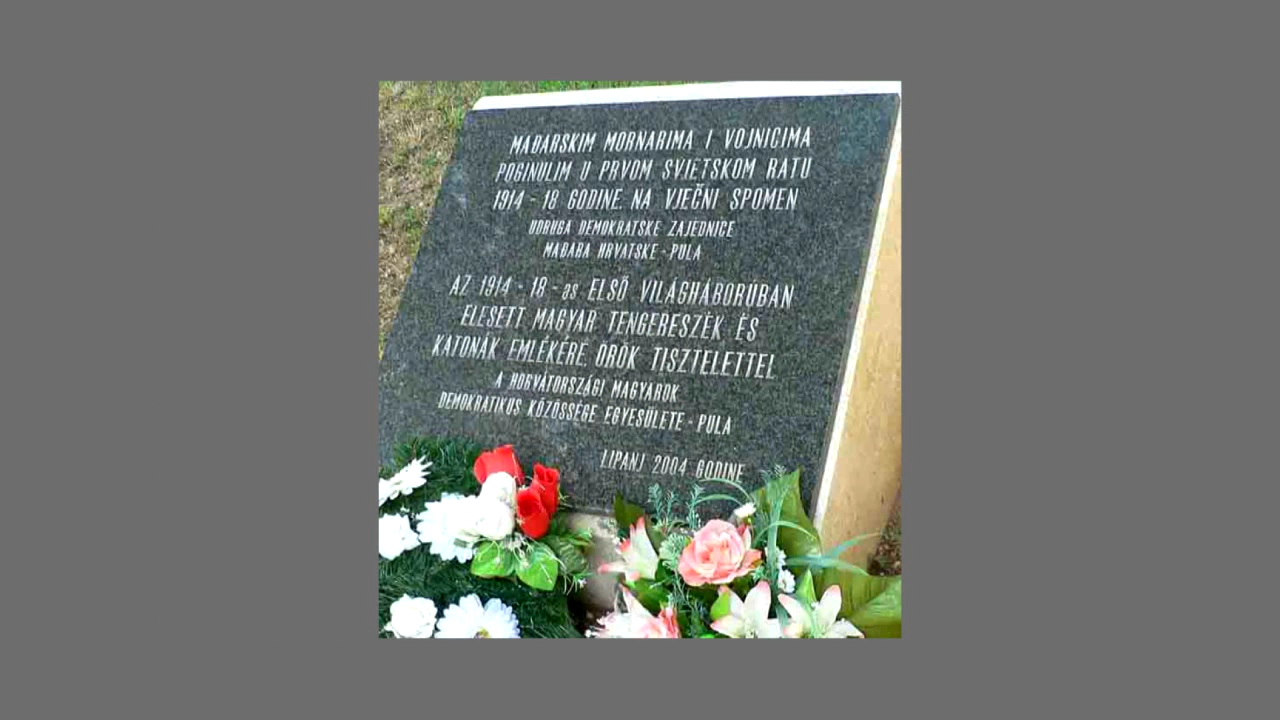 MAĐARSKIM MORNARIMA I VOJNICIMA
POGINULIM U PRVOM SVJETSKOM RATU
1914 - 18 GODINE. NA VJEČNI SPOMEN
UDRUGA DEMOKRATSKE ZAJEDNICE
MAĐARA HRVATSKE - PULA
AZ 1914 - 18 - as ELSŐ VILÁGHÁBORÚBAN
ELESETT MAGYAR TENGERESZEK ÉS
KATONÁK EMLÉKÉRE ÖRÖK TISZTELETTEL
A HORVÁTORSZÁGI MAGYAROK
DEMOKRATIKUS KÖZÖSSÉGE EGYESÜLETE - PULA
LIPANJ 2004 GODINE